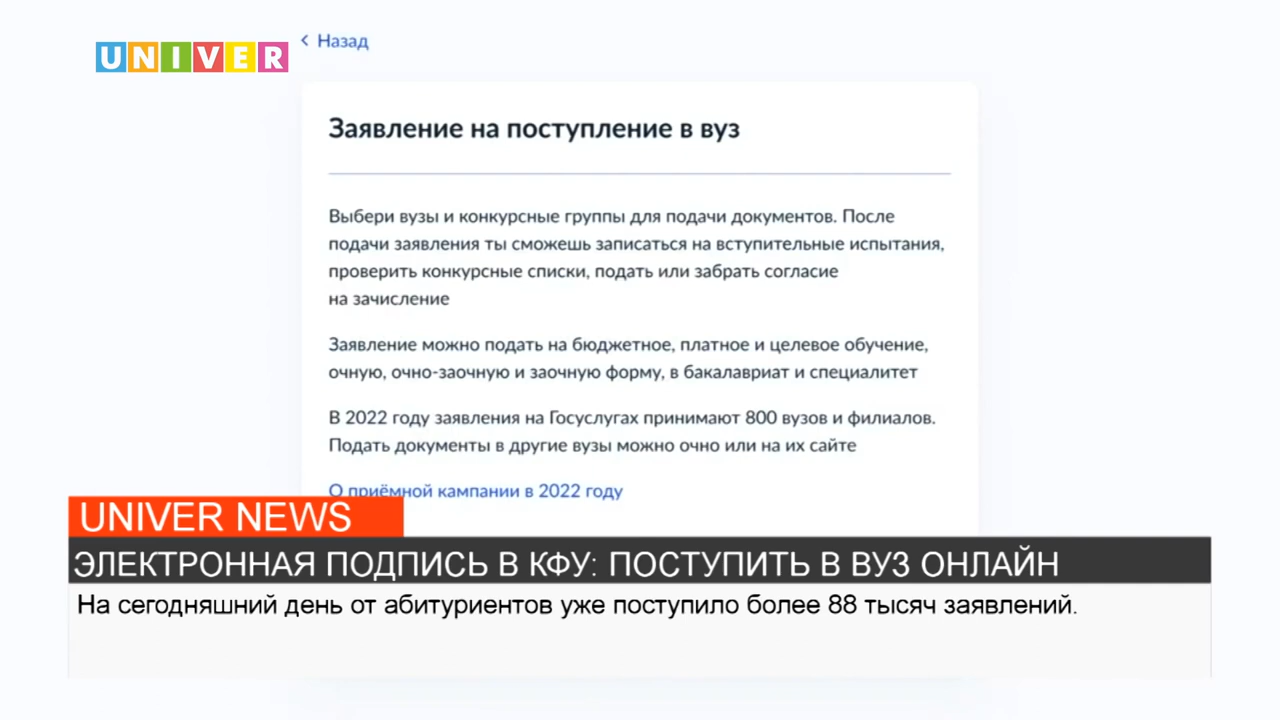 UNIVER
Назад
Заявление на поступление в вуз
Выбери вузы и конкурсные группы для подачи документов. После
подачи заявления ты сможешь записаться на вступительные испытания,
проверить конкурсные списки, подать или забрать согласие
на зачисление
Заявление можно подать на бюджетное, платное и целевое обучение,
очную, очно-заочную и заочную форму, в бакалавриат и специалитет
В 2022 году заявления на Госуслугах принимают 800 вузов и филиалов.
Подать документы в другие вузы можно очно или на их сайте
О приёмной кампании в 2022 году
UNIVER NEWS
ЭЛЕКТРОННАЯ ПОДПИСЬ В КФУ: ПОСТУПИТЬ В ВУЗ ОНЛАЙН
На сегодняшний день от абитуриентов уже поступило более 88 тысяч заявлений.